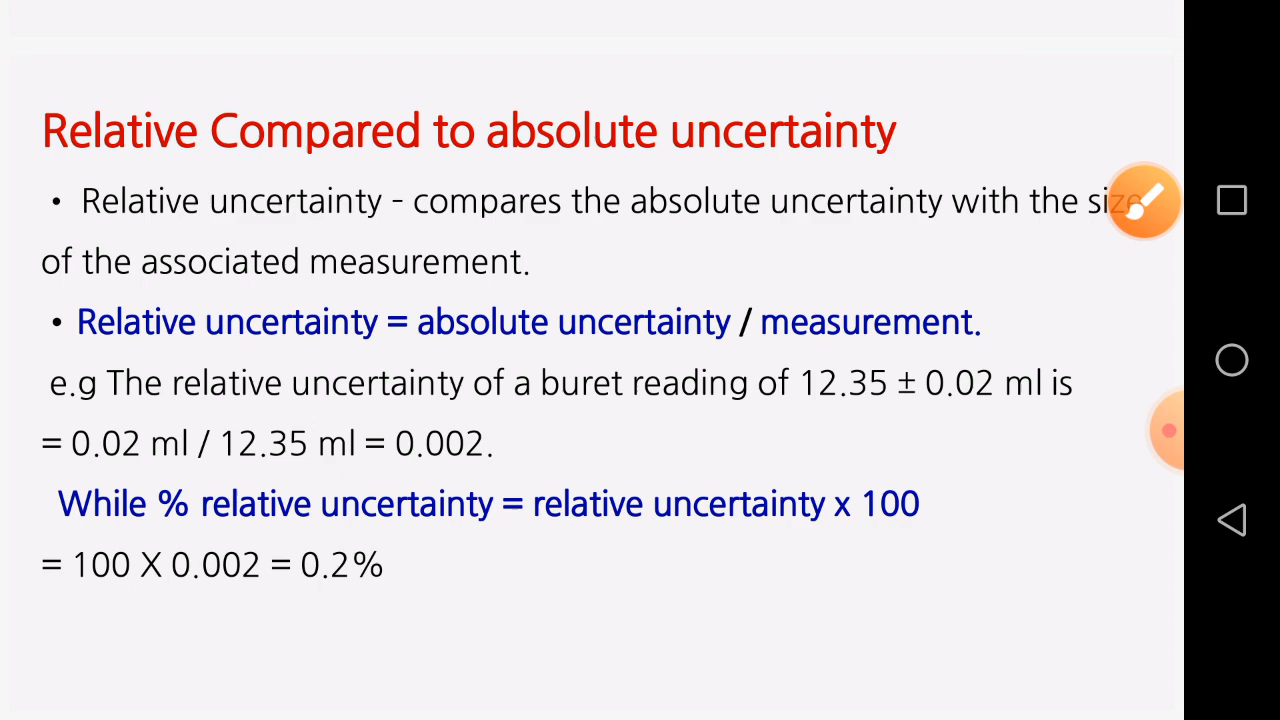 Relative Compared to absolute uncertainty
• Relative uncertainty - compares the absolute uncertainty with the size
of the associated measurement.
• Relative uncertainty = absolute uncertainty / measurement.
e.g The relative uncertainty of a buret reading of 12.35 ± 0.02 ml is
= 0.02 ml / 12.35 ml = 0.002.
While % relative uncertainty = relative uncertainty x 100
= 100 X 0.002 = 0.2%